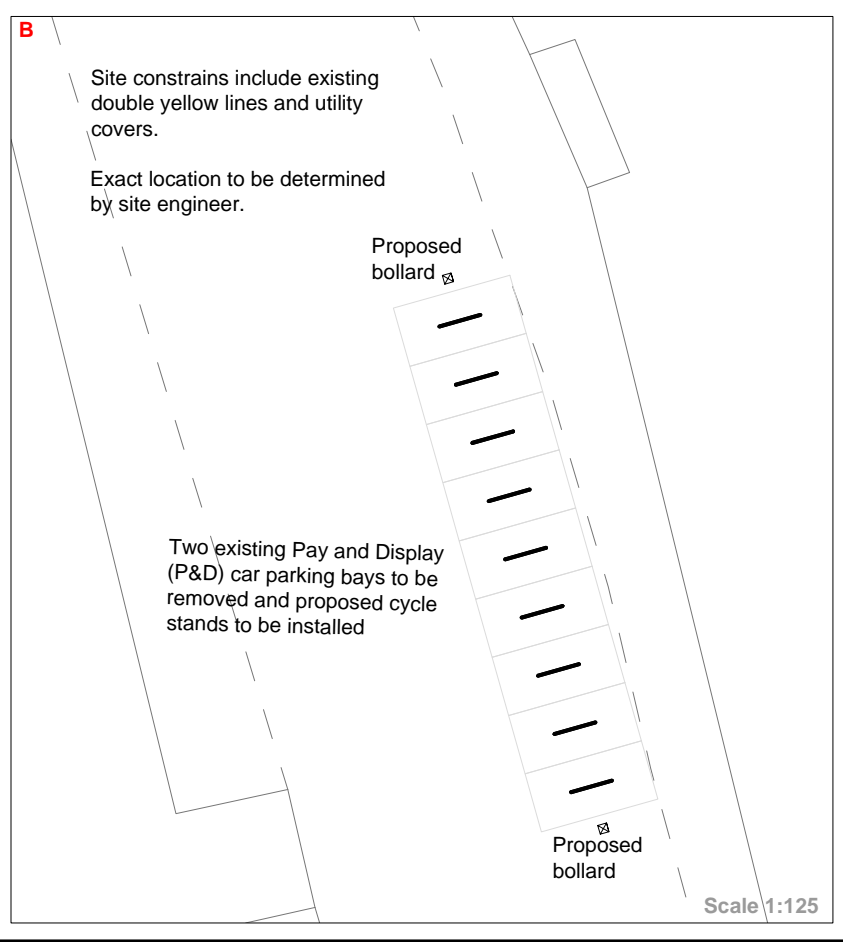 B
Site constrains include existing
double yellow lines and utility
covers.
Exact location to be determined
by site engineer.
Proposed
bollard
Two existing Pay and Display
(P&D) car parking bays to be
removed and proposed cycle
stands to be installed
Proposed
bollard
Scale 1:125